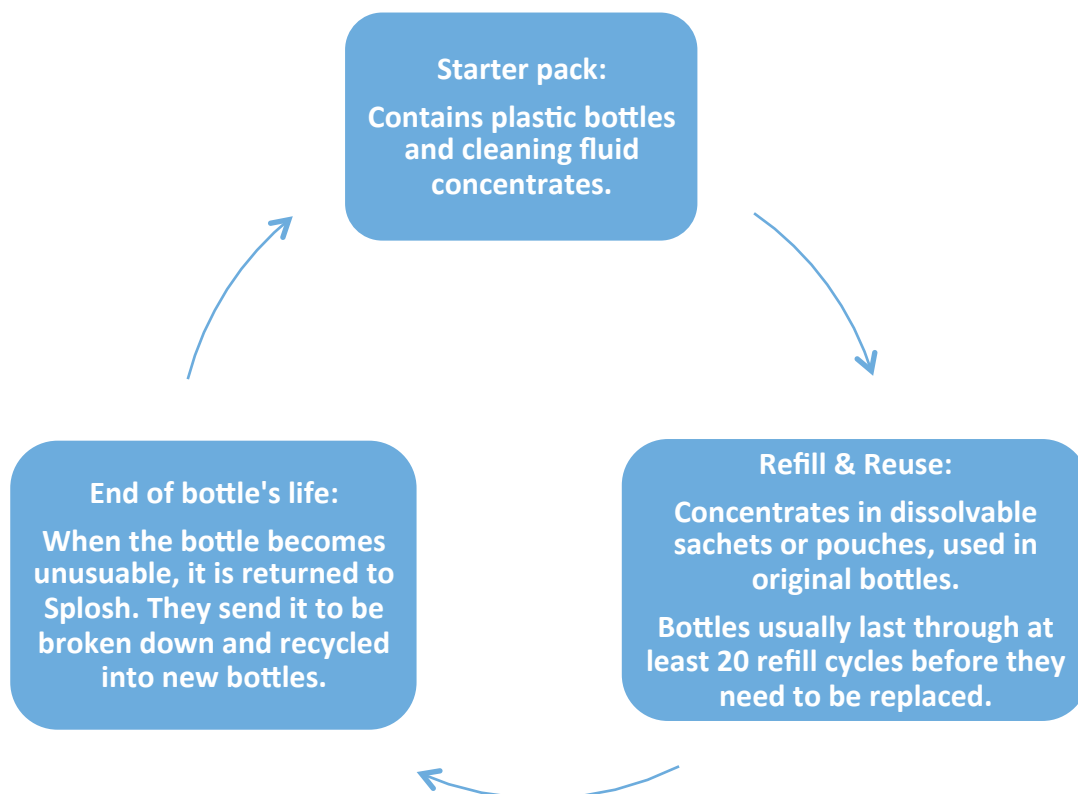 Starter pack:
Contains plastic bottles
and cleaning fluid
concentrates.
Refill & Reuse:
Concentrates in dissolvable
sachets or pouches, used in
original bottles.
Bottles usually last through at
least 20 refill cycles before they
need to be replaced.
End of bottle's life:
When the bottle becomes
unusuable, it is returned to
Splosh. They send it to be
broken down and recycled
into new bottles.